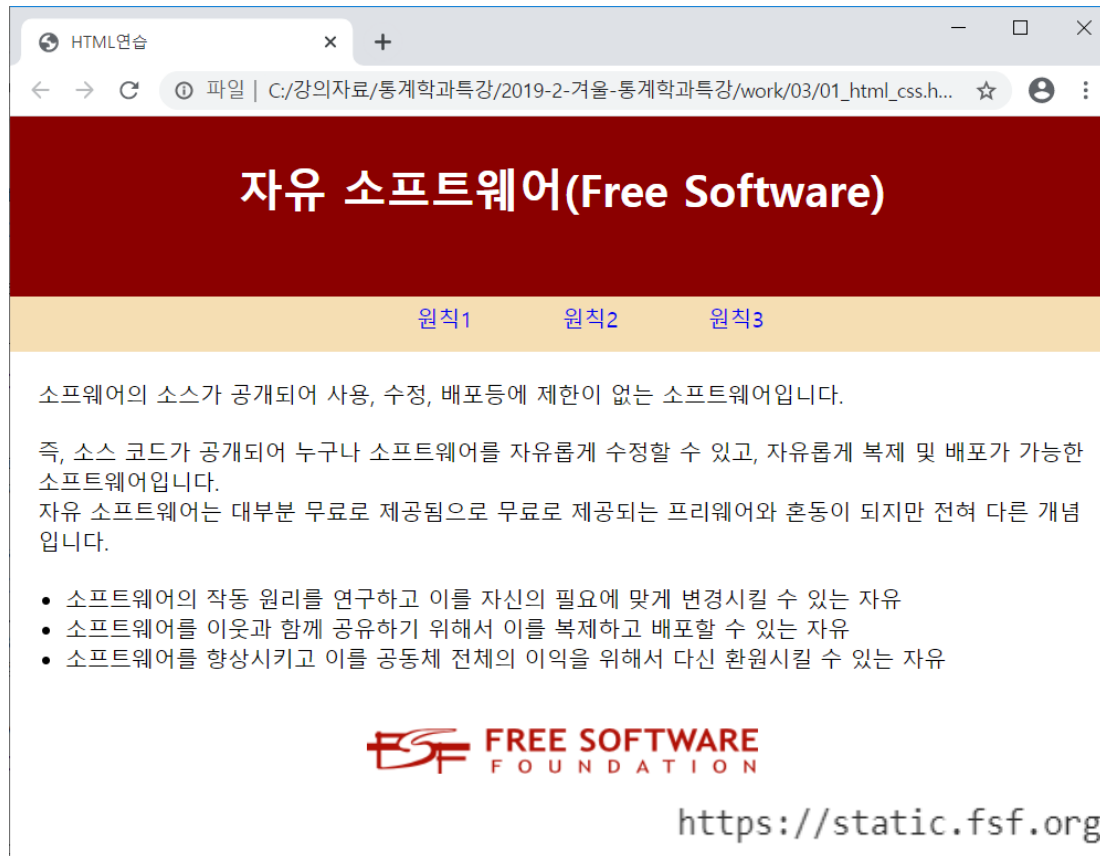 HTML연습
파일 | C:/강의자료/통계학과특강/2019-2-겨울-통계학과특강/work/03/01_html_css.h...
자유 소프트웨어(Free Software)
원칙1 원칙2 원칙3
소프웨어의 소스가 공개되어 사용, 수정, 배포등에 제한이 없는 소프트웨어입니다.
즉, 소스 코드가 공개되어 누구나 소프트웨어를 자유롭게 수정할 수 있고, 자유롭게 복제 및 배포가 가능한
소프트웨어입니다.
자유 소프트웨어는 대부분 무료로 제공됨으로 무료로 제공되는 프리웨어와 혼동이 되지만 전혀 다른 개념
입니다.
• 소프트웨어의 작동 원리를 연구하고 이를 자신의 필요에 맞게 변경시킬 수 있는 자유
• 소프트웨어를 이웃과 함께 공유하기 위해서 이를 복제하고 배포할 수 있는 자유
• 소프트웨어를 향상시키고 이를 공동체 전체의 이익을 위해서 다신 환원시킬 수 있는 자유
FSF FREE SOFTWARE
FOUNDATION
https://static.fsf.org